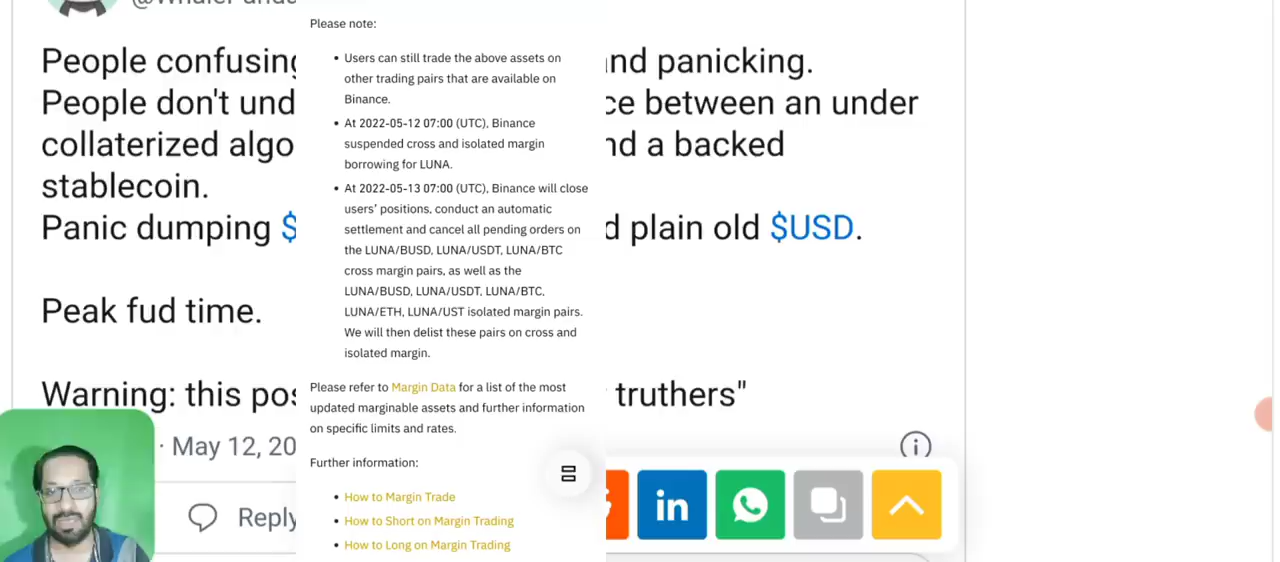 People confusing
nd panicking.
People don't und
ce between an under
collaterized algo
nd a backed
stablecoin.
Panic dumping $
d plain old $USD.
Peak fud time.
Warning: this pos
truthers"
· May 12, 20
Reply
Please note:
• Users can still trade the above assets on
other trading pairs that are available on
Binance.
• At 2022-05-12 07:00 (UTC), Binance
suspended cross and isolated margin
borrowing for LUNA.
• At 2022-05-13 07:00 (UTC), Binance will close
users' positions, conduct an automatic
settlement and cancel all pending orders on
the LUNA/BUSD, LUNA/USDT, LUNA/BTC
cross margin pairs, as well as the
LUNA/BUSD, LUNA/USDT, LUNA/BTC,
LUNA/ETH, LUNA/UST isolated margin pairs.
We will then delist these pairs on cross and
isolated margin.
Please refer to Margin Data for a list of the most
updated marginable assets and further information
on specific limits and rates.
Further information:
• How to Margin Trade
• How to Short on Margin Trading
• How to Long on Margin Trading
in